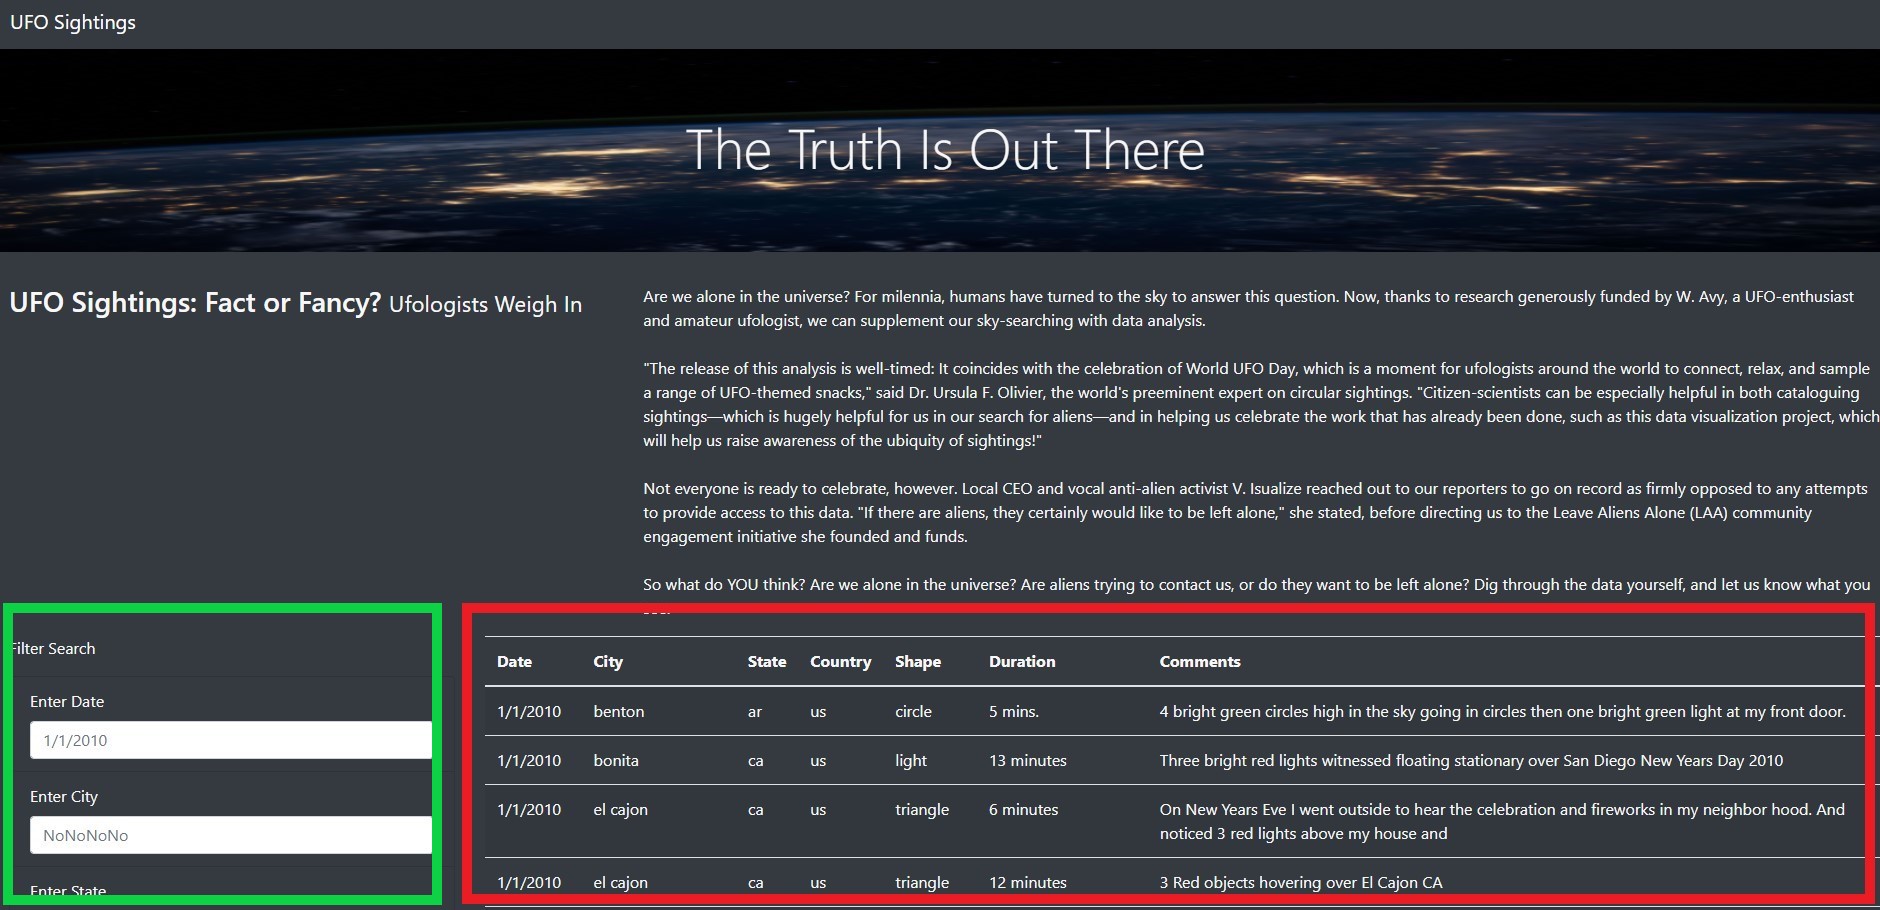 UFO Sightings
The Truth Is Out There
UFO Sightings: Fact or Fancy? Ufologists Weigh In
Are we alone in the universe? For milennia, humans have turned to the sky to answer this question. Now, thanks to research generously funded by W. Avy, a UFO-enthusiast
and amateur ufologist, we can supplement our sky-searching with data analysis.
"The release of this analysis is well-timed: It coincides with the celebration of World UFO Day, which is a moment for ufologists around the world to connect, relax, and sample
a range of UFO-themed snacks," said Dr. Ursula F. Olivier, the world's preeminent expert on circular sightings. "Citizen-scientists can be especially helpful in both cataloguing
sightings—which is hugely helpful for us in our search for aliens—and in helping us celebrate the work that has already been done, such as this data visualization project, which
will help us raise awareness of the ubiquity of sightings!"
Not everyone is ready to celebrate, however. Local CEO and vocal anti-alien activist V. Isualize reached out to our reporters to go on record as firmly opposed to any attempts
to provide access to this data. "If there are aliens, they certainly would like to be left alone," she stated, before directing us to the Leave Aliens Alone (LAA) community
engagement initiative she founded and funds.
So what do YOU think? Are we alone in the universe? Are aliens trying to contact us, or do they want to be left alone? Dig through the data yourself, and let us know what you
Filter Search
Enter Date
1/1/2010
Enter City
NoNoNoNo
Enter State
Date City State Country Shape Duration Comments
1/1/2010 benton ar us circle 5 mins. 4 bright green circles high in the sky going in circles then one bright green light at my front door.
1/1/2010 bonita ca us light 13 minutes Three bright red lights witnessed floating stationary over San Diego New Years Day 2010
1/1/2010 el cajon ca us triangle 6 minutes On New Years Eve I went outside to hear the celebration and fireworks in my neighbor hood. And
noticed 3 red lights above my house and
1/1/2010 el cajon ca us triangle 12 minutes 3 Red objects hovering over El Cajon CA